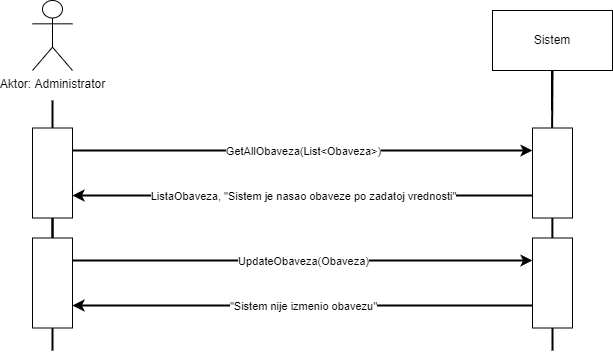 Sistem
Aktor: Administrator
GetAllObaveza(List<Obaveza>)
ListaObaveza, "Sistem je nasao obaveze po zadatoj vrednosti"
UpdateObaveza(Obaveza)
"Sistem nije izmenio obavezu"